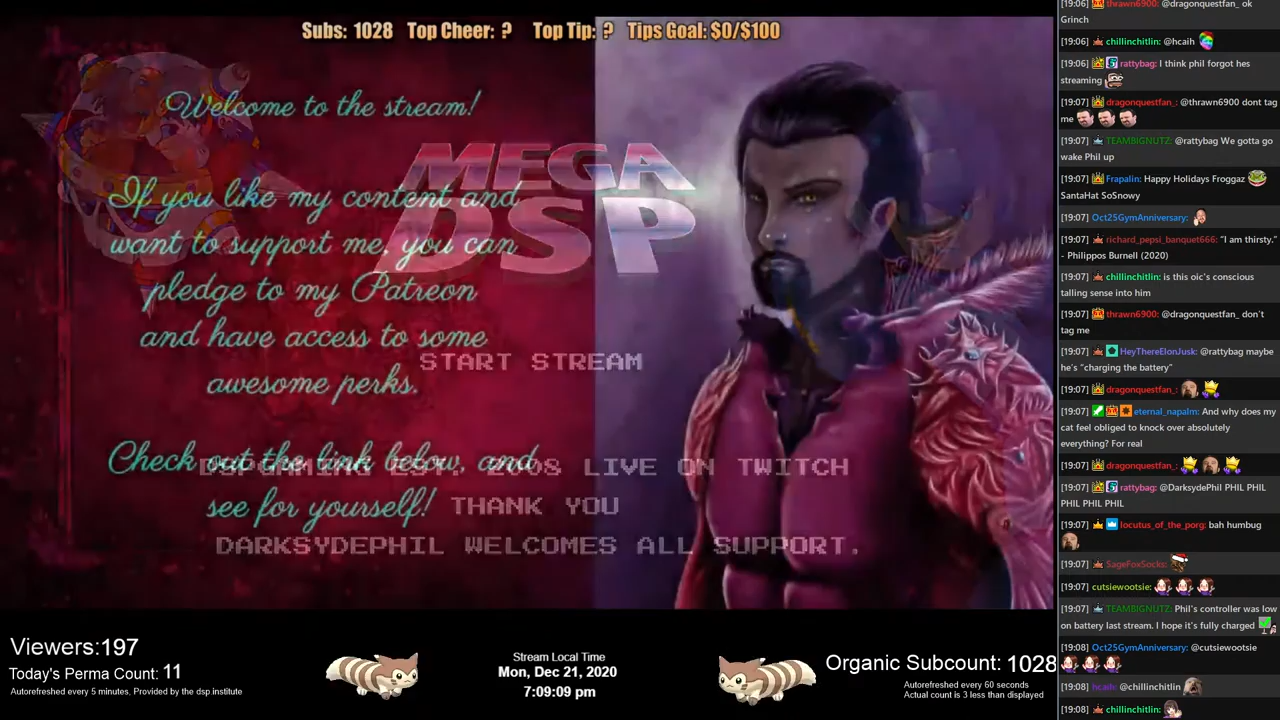 Subs: 1028 Top Cheer: ? Top Tip: ? Tips Goal: $0/$100
Welcome to the stream!
If you like my content and
want to support me, you can
pledge to my Patreon
and have access to some
awesome perks.
Check out the link below, and
see for yourself!
MEGA
DSP
START STREAM
DSPGAMING EST. 2008 LIVE ON TWITCH
THANK YOU
DARKSYDEPHIL WELCOMES ALL SUPPORT.
Viewers:197
Today's Perma Count: 11
Autorefreshed every 5 minutes, Provided by the dsp institute
Stream Local Time
Mon, Dec 21, 2020
7:09:09 pm
Organic Subcount: 1028
Autorefreshed every 60 seconds
Actual count is 3 less than displayed
[19:06] thrawn6900: @dragonquestfan_ ok
Grinch
[19:06] chillinchitlin: @hcaih
[19:06] rattybag: I think phil forgot hes
streaming
[19:07] dragonquestfan_: @thrawn6900 dont tag
me
[19:07] TEAMBIGNUTZ: @rattybag We gotta go
wake Phil up
[19:07] Frapalin: Happy Holidays Froggaz
SantaHat SoSnowy
[19:07] Oct25GymAnniversary:
[19:07] richard_pepsi_banquet666: "I am thirsty."
- Philippos Burnell (2020)
[19:07] chillinchitlin: is this oic's conscious
talling sense into him
[19:07] thrawn6900: @dragonquestfan_ don't
tag me
[19:07] HeyThereElonJusk: @rattybag maybe
he's "charging the battery"
[19:07] dragonquestfan_:
[19:07] eternal_napalm: And why does my
cat feel obliged to knock over absolutely
everything? For real
[19:07] dragonquestfan_:
[19:07] rattybag: @DarksydePhil PHIL PHIL
PHIL PHIL PHIL
[19:07] locutus_of_the_porg: bah humbug
[19:07] SageFoxSocks:
[19:07] cutsiewootsie:
[19:07] TEAMBIGNUTZ: Phil's controller was low
on battery last stream. I hope it's fully charged
[19:08] Oct25GymAnniversary: @cutsiewootsie
[19:08] hcaih: @chillinchitlin
[19:08] chillinchitlin: